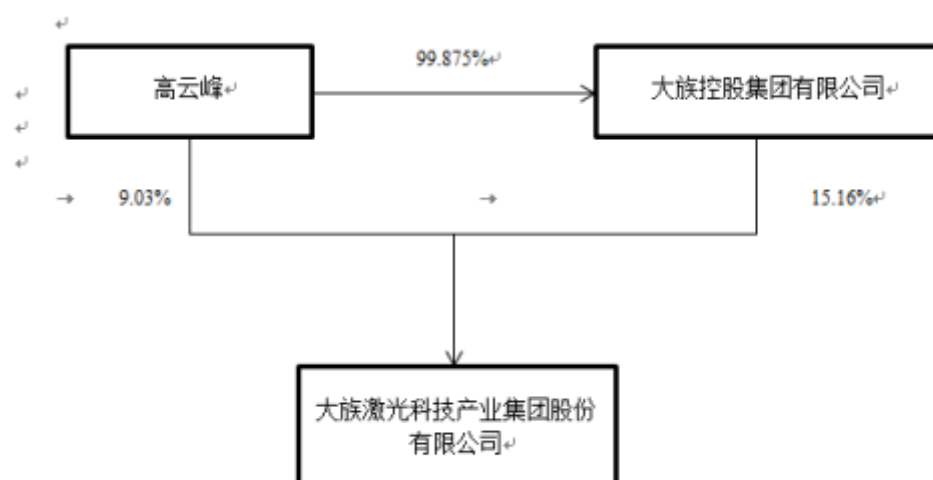 99.875%
高云峰
大族控股集团有限公司
9.03%
15.16%
大族激光科技产业集团股份
有限公司